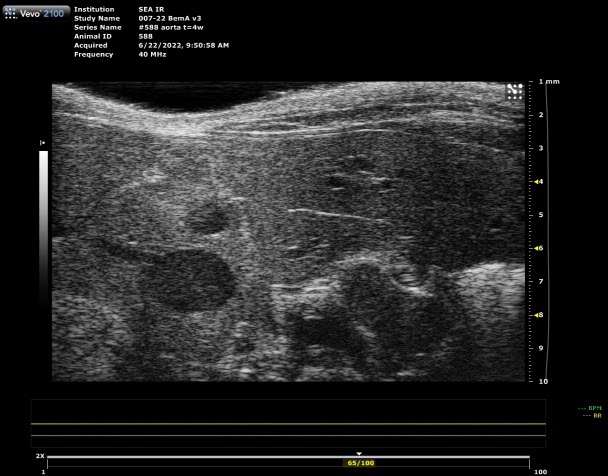 Vevo 2100
Institution SEA IR
Study Name 007-22 BemA v3
Series Name #588 aorta t=4w
Animal ID 588
Acquired 6/22/2022, 9:50:58 AM
Frequency 40 MHz
1 mm
2
3
4
5
6
7
8
9
10
--- BPM
--- RR
2X
65/100
1 100